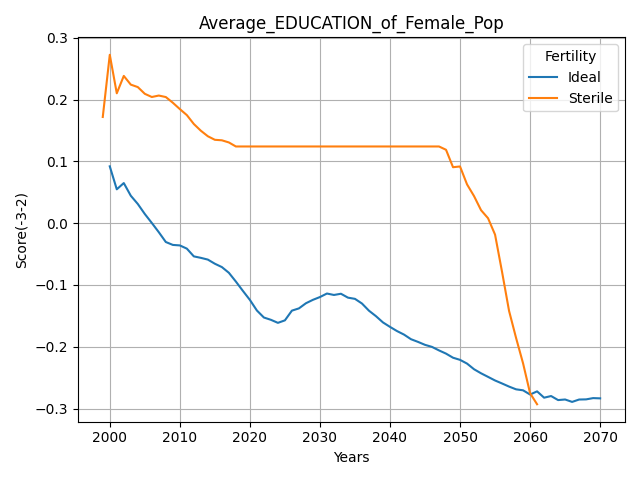 Average_EDUCATION_of_Female_Pop
Fertility
Ideal
Sterile
Score(-3-2)
0.3
0.2
0.1
0.0
−0.1
−0.2
−0.3
2000 2010 2020 2030 2040 2050 2060 2070
Years